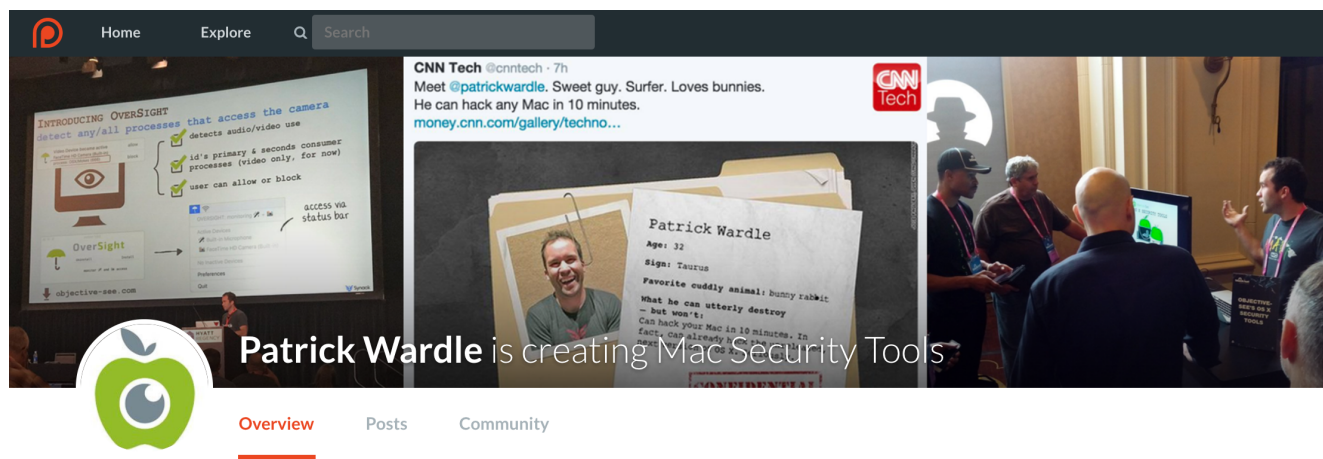 Home
Explore
Search
INTRODUCING OVERSIGHT
detect any/all processes that access the camera
detects audio/video use
id's primary & seconds consumer
processes (video only, for now)
user can allow or block
access via
status bar
OverSight
Preferences
Quit
objective-see.com
HYATT
CNN Tech @cnntech · 7h
Meet @patrickwardle. Sweet guy. Surfer. Loves bunnies.
He can hack any Mac in 10 minutes.
money.cnn.com/gallery/techno...
CNN
Tech
Patrick Wardle
Age: 32
Sign: Taurus
Favorite cuddly animal: bunny rabbit
What he can utterly destroy
— but won't:
Can hack your Mac in 10 minutes. In
fact, can already
CONFIDENTIAL
OBJECTIVE-
SEE'S OS X
SECURITY
TOOLS
Patrick Wardle is creating Mac Security Tools
Overview
Posts
Community